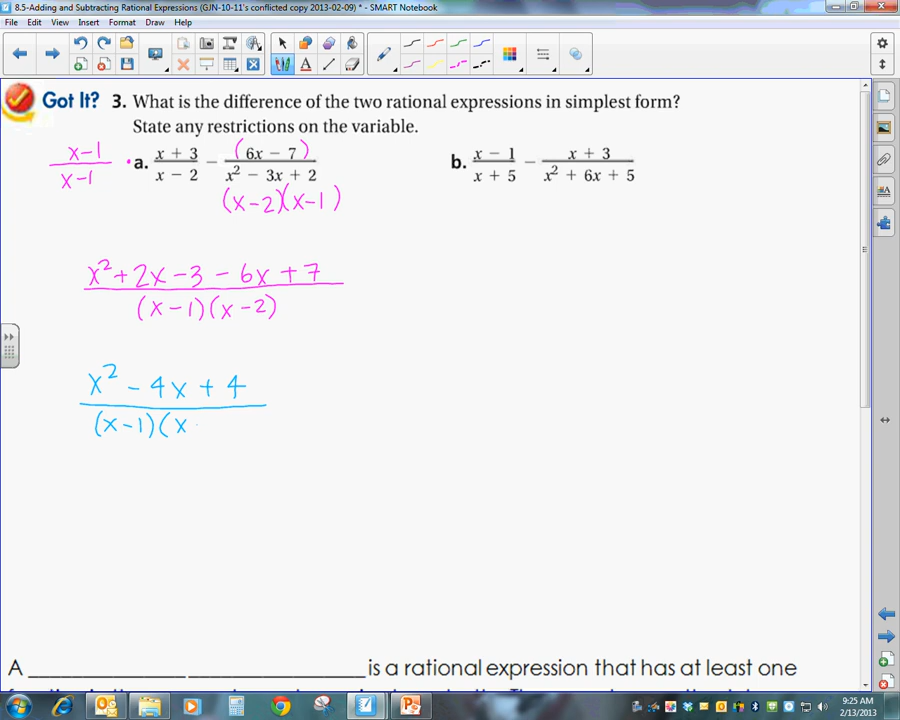 8.5-Adding and Subtracting Rational Expressions (GJN-10-11's conflicted copy 2013-02-09) * - SMART Notebook
File Edit View Insert Format Draw Help
Got It? 3. What is the difference of the two rational expressions in simplest form?
State any restrictions on the variable.
x-1 / x-1 • a. x + 3 / x - 2 - (6x - 7) / x² - 3x + 2
(x-2)(x-1)
b. x - 1 / x + 5 - x + 3 / x² + 6x + 5
x²+2x-3-6x+7
(x-1)(x-2)
x² - 4x + 4
(x-1)(x
A ______________ ________________ is a rational expression that has at least one
9:25 AM
2/13/2013